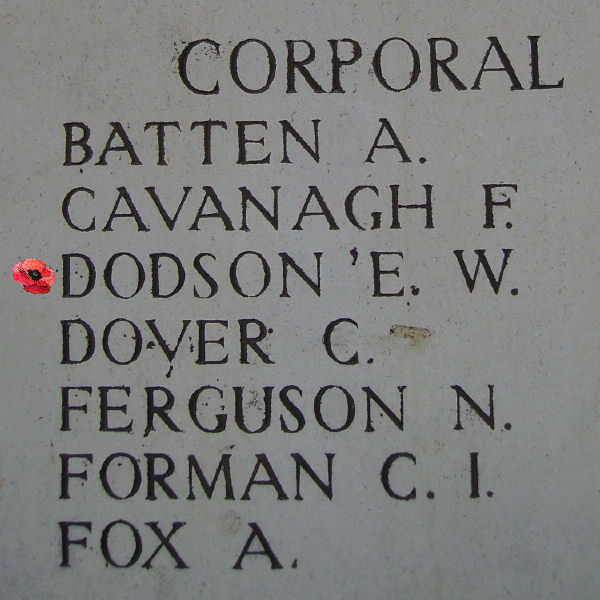 CORPORAL
BATTEN A.
CAVANAGH F.
DODSON E. W.
DOVER C.
FERGUSON N.
FORMAN C. I.
FOX A.